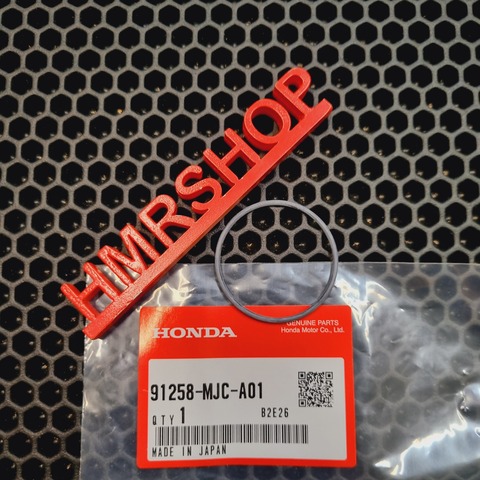 HMRSHOP
HONDA
GENUINE PARTS
Honda Motor Co., Ltd.
91258-MJC-A01
QTY 1 B2E26
MADE IN JAPAN